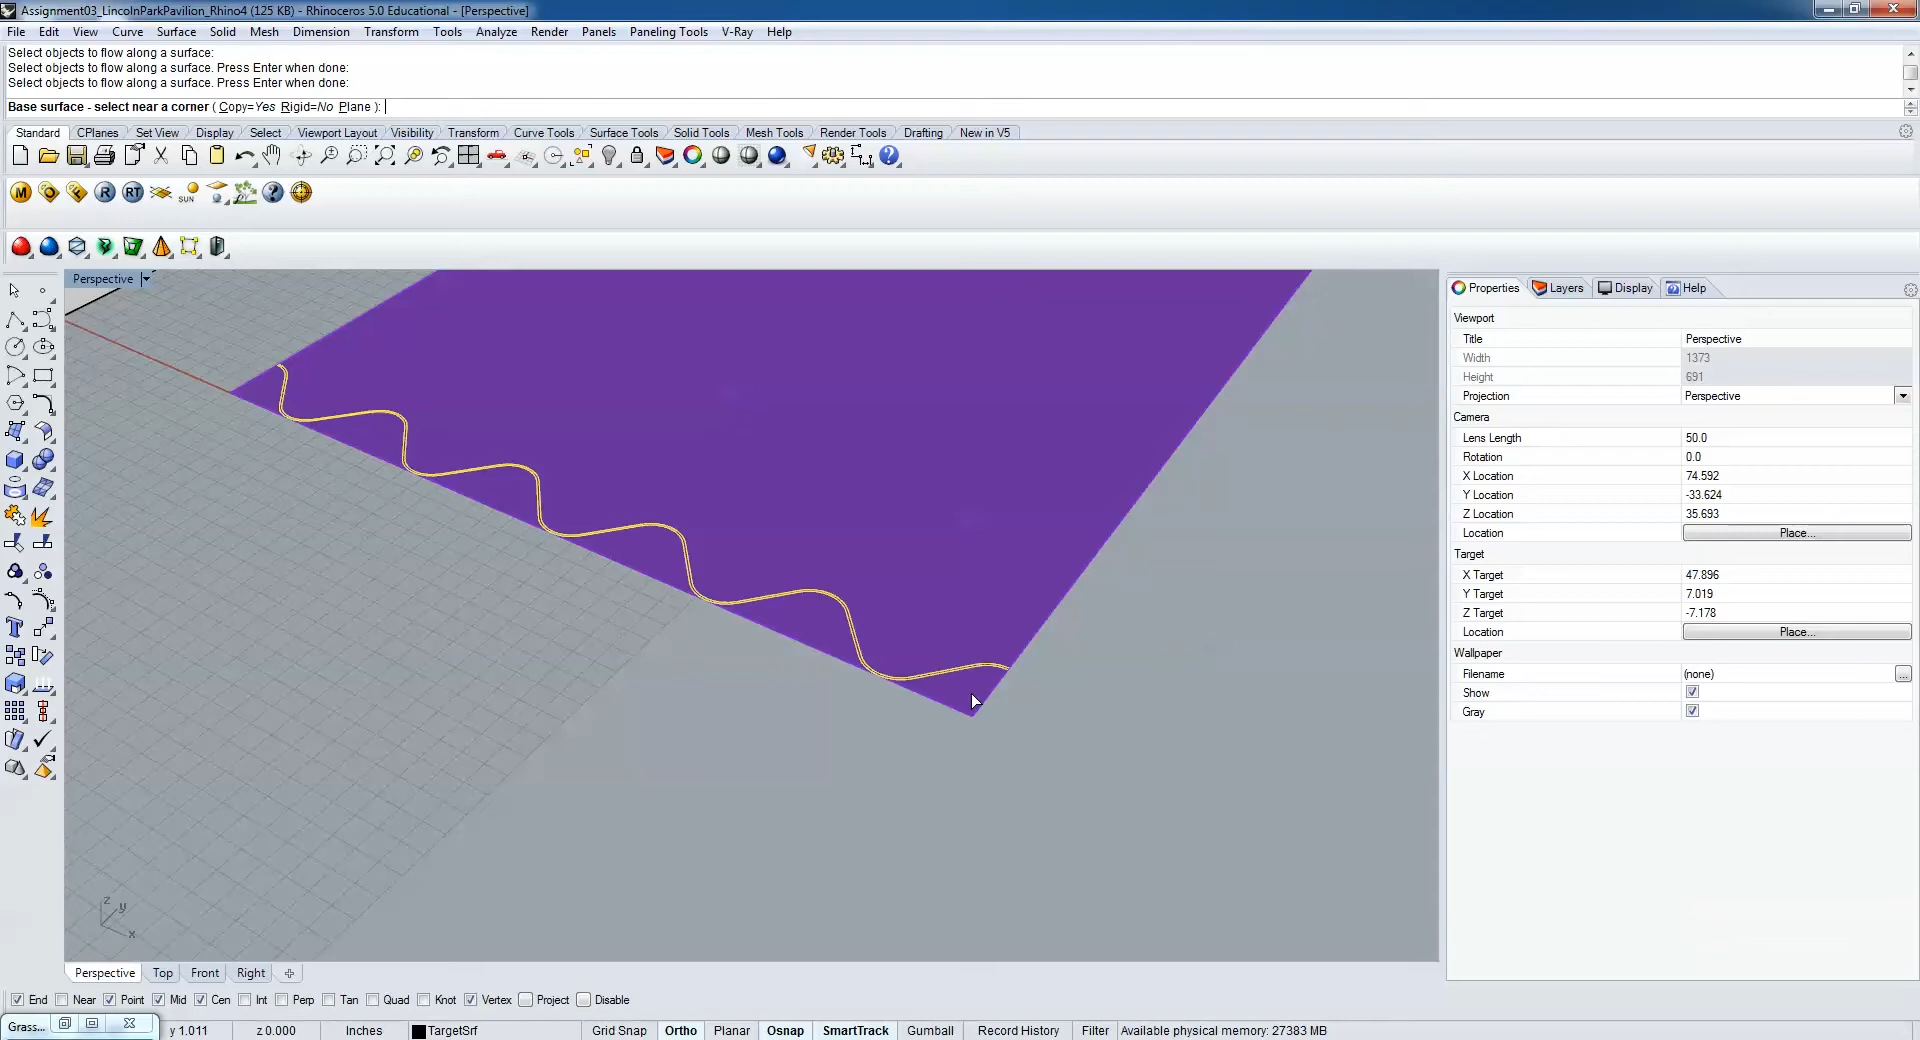 Assignment03_LincolnParkPavilion_Rhino4 (125 KB) - Rhinoceros 5.0 Educational - [Perspective]
File Edit View Curve Surface Solid Mesh Dimension Transform Tools Analyze Render Panels Paneling Tools V-Ray Help
Select objects to flow along a surface:
Select objects to flow along a surface. Press Enter when done:
Select objects to flow along a surface. Press Enter when done:
Base surface - select near a corner ( Copy=Yes Rigid=No Plane ):
Standard CPlanes Set View Display Select Viewport Layout Visibility Transform Curve Tools Surface Tools Solid Tools Mesh Tools Render Tools Drafting New in V5
M O F R RT SUN
Perspective
Properties Layers Display Help
Viewport
Title Perspective
Width 1373
Height 691
Projection Perspective
Camera
Lens Length 50.0
Rotation 0.0
X Location 74.592
Y Location -33.624
Z Location 35.693
Location Place...
Target
X Target 47.896
Y Target 7.019
Z Target -7.178
Location Place...
Wallpaper
Filename (none) ...
Show
Gray
z
y
x
Perspective Top Front Right
End Near Point Mid Cen Int Perp Tan Quad Knot Vertex Project Disable
Grass... y 1.011 z 0.000 Inches TargetSrf Grid Snap Ortho Planar Osnap SmartTrack Gumball Record History Filter Available physical memory: 27383 MB